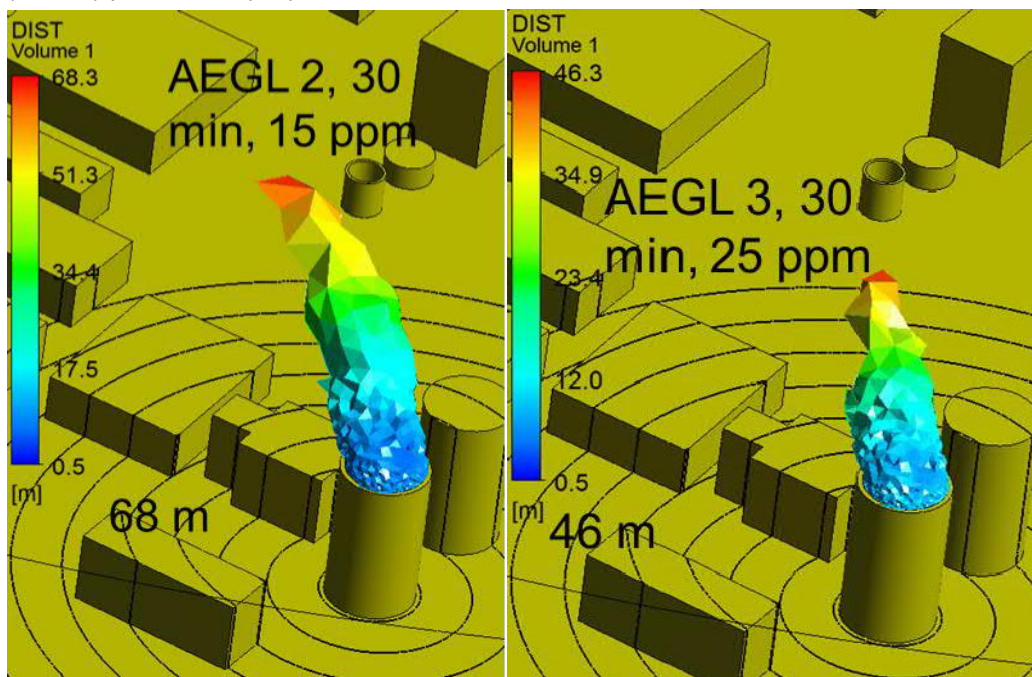 DIST
Volume 1
68.3
AEGL 2, 30
min, 15 ppm
51.3
34.4
17.5
0.5
[m]
68 m
DIST
Volume 1
46.3
34.9
AEGL 3, 30
min, 25 ppm
23.4
12.0
0.5
[m]
46 m